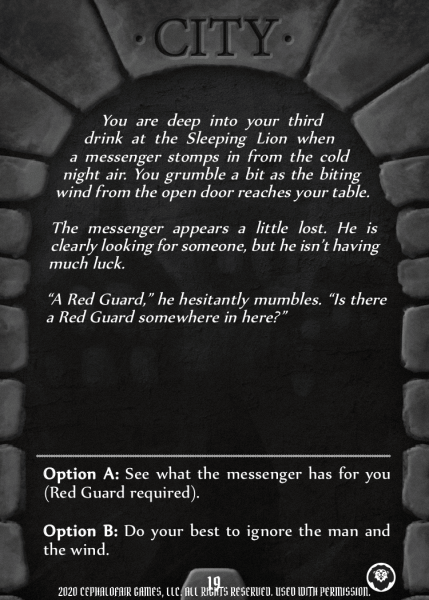 · CITY ·
You are deep into your third
drink at the Sleeping Lion when
a messenger stomps in from the cold
night air. You grumble a bit as the biting
wind from the open door reaches your table.
The messenger appears a little lost. He is
clearly looking for someone, but he isn't having
much luck.
“A Red Guard,” he hesitantly mumbles. “Is there
a Red Guard somewhere in here?”
Option A: See what the messenger has for you
(Red Guard required).
Option B: Do your best to ignore the man and
the wind.
19
2020 CEPHALOFAIR GAMES, LLC. ALL RIGHTS RESERVED. USED WITH PERMISSION.